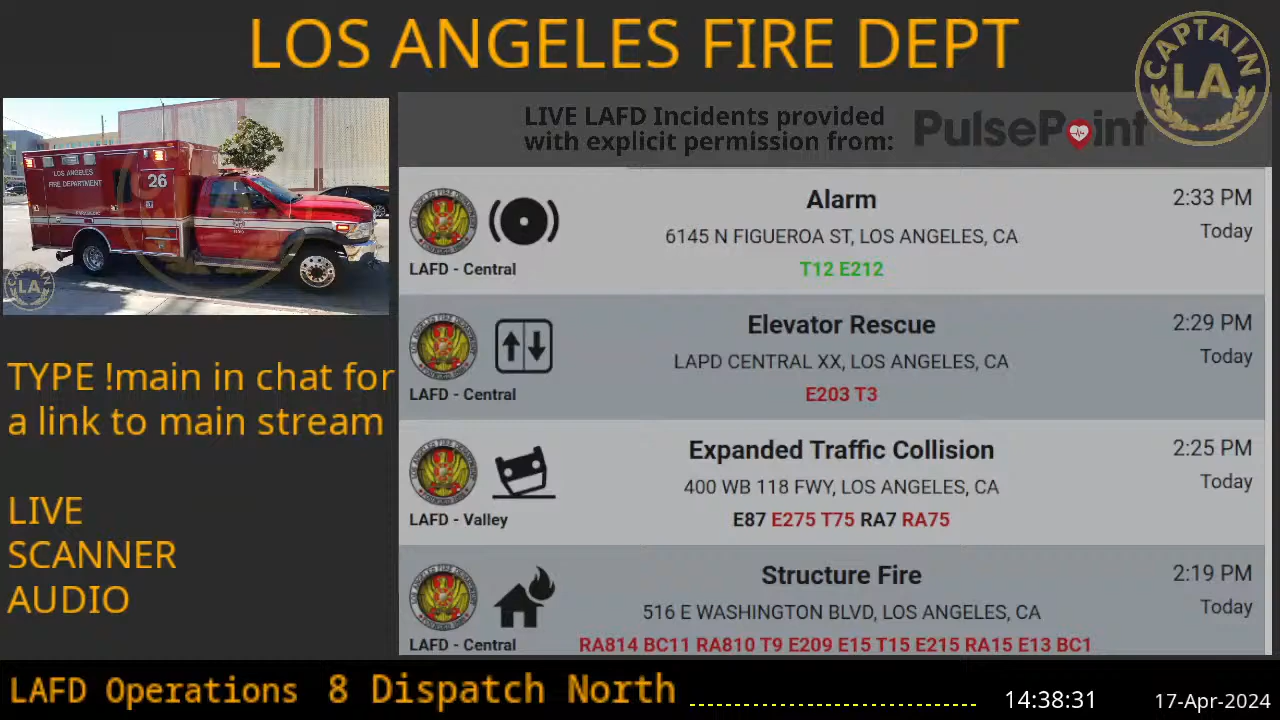 LOS ANGELES FIRE DEPT
CAPTAIN
LA
LIVE LAFD Incidents provided
with explicit permission from:
PulsePoint
LOS ANGELES
FIRE DEPARTMENT
26
CAPTAIN
LA
Alarm
2:33 PM
6145 N FIGUEROA ST, LOS ANGELES, CA
Today
LAFD - Central
T12 E212
Elevator Rescue
2:29 PM
LAPD CENTRAL XX, LOS ANGELES, CA
Today
LAFD - Central
E203 T3
Expanded Traffic Collision
2:25 PM
400 WB 118 FWY, LOS ANGELES, CA
Today
LAFD - Valley
E87 E275 T75 RA7 RA75
Structure Fire
2:19 PM
516 E WASHINGTON BLVD, LOS ANGELES, CA
Today
LAFD - Central
RA814 BC11 RA810 T9 E209 E15 T15 E215 RA15 E13 BC1
TYPE !main in chat for
a link to main stream
LIVE
SCANNER
AUDIO
LAFD Operations 8 Dispatch North
14:38:31
17-Apr-2024